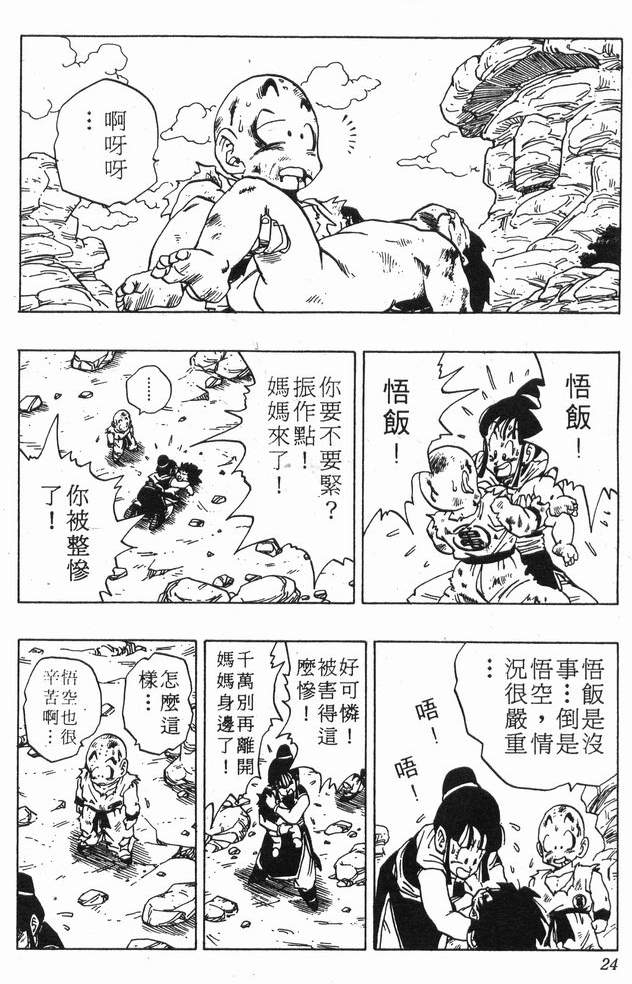 啊呀呀
…
悟飯！
悟飯！
你要不要緊？
振作點！
媽媽來了！
…
你被整慘
了！
悟飯是沒
事…倒是
悟空，情
況很嚴重
…
唔！
唔！
好可憐！
被害得這
麼慘！
千萬別再離開
媽媽身邊了！
怎麼這
樣…
悟空也很
辛苦啊…
亀
24